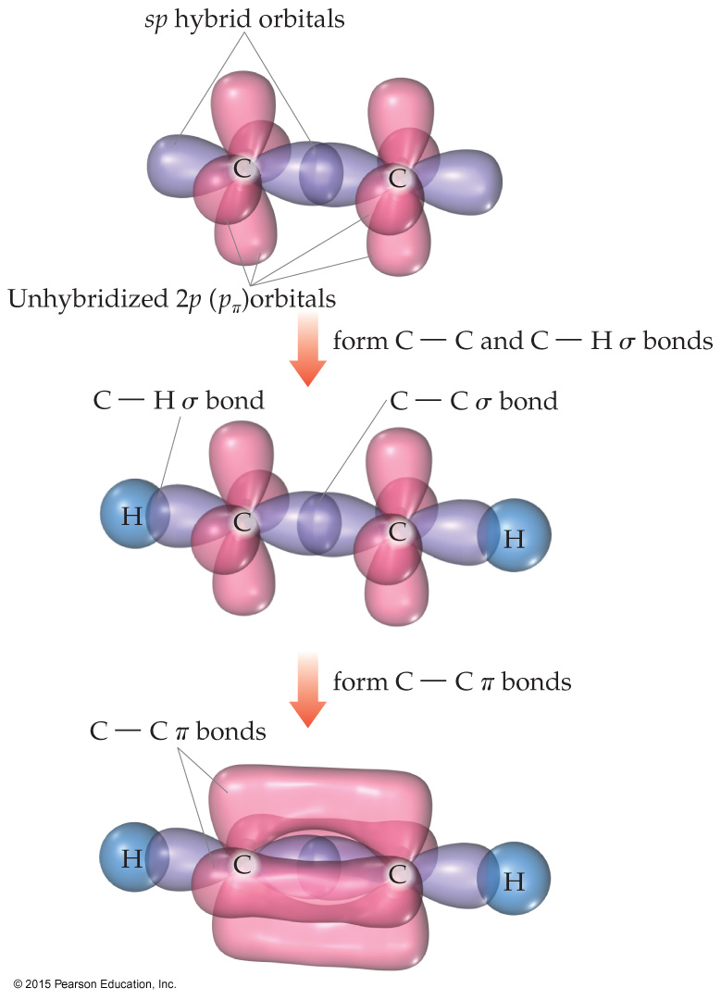 sp hybrid orbitals
C
C
Unhybridized 2p (pπ)orbitals
form C — C and C — H σ bonds
C — H σ bond
C — C σ bond
H
C
C
H
form C — C π bonds
C — C π bonds
H
C
C
H
© 2015 Pearson Education, Inc.